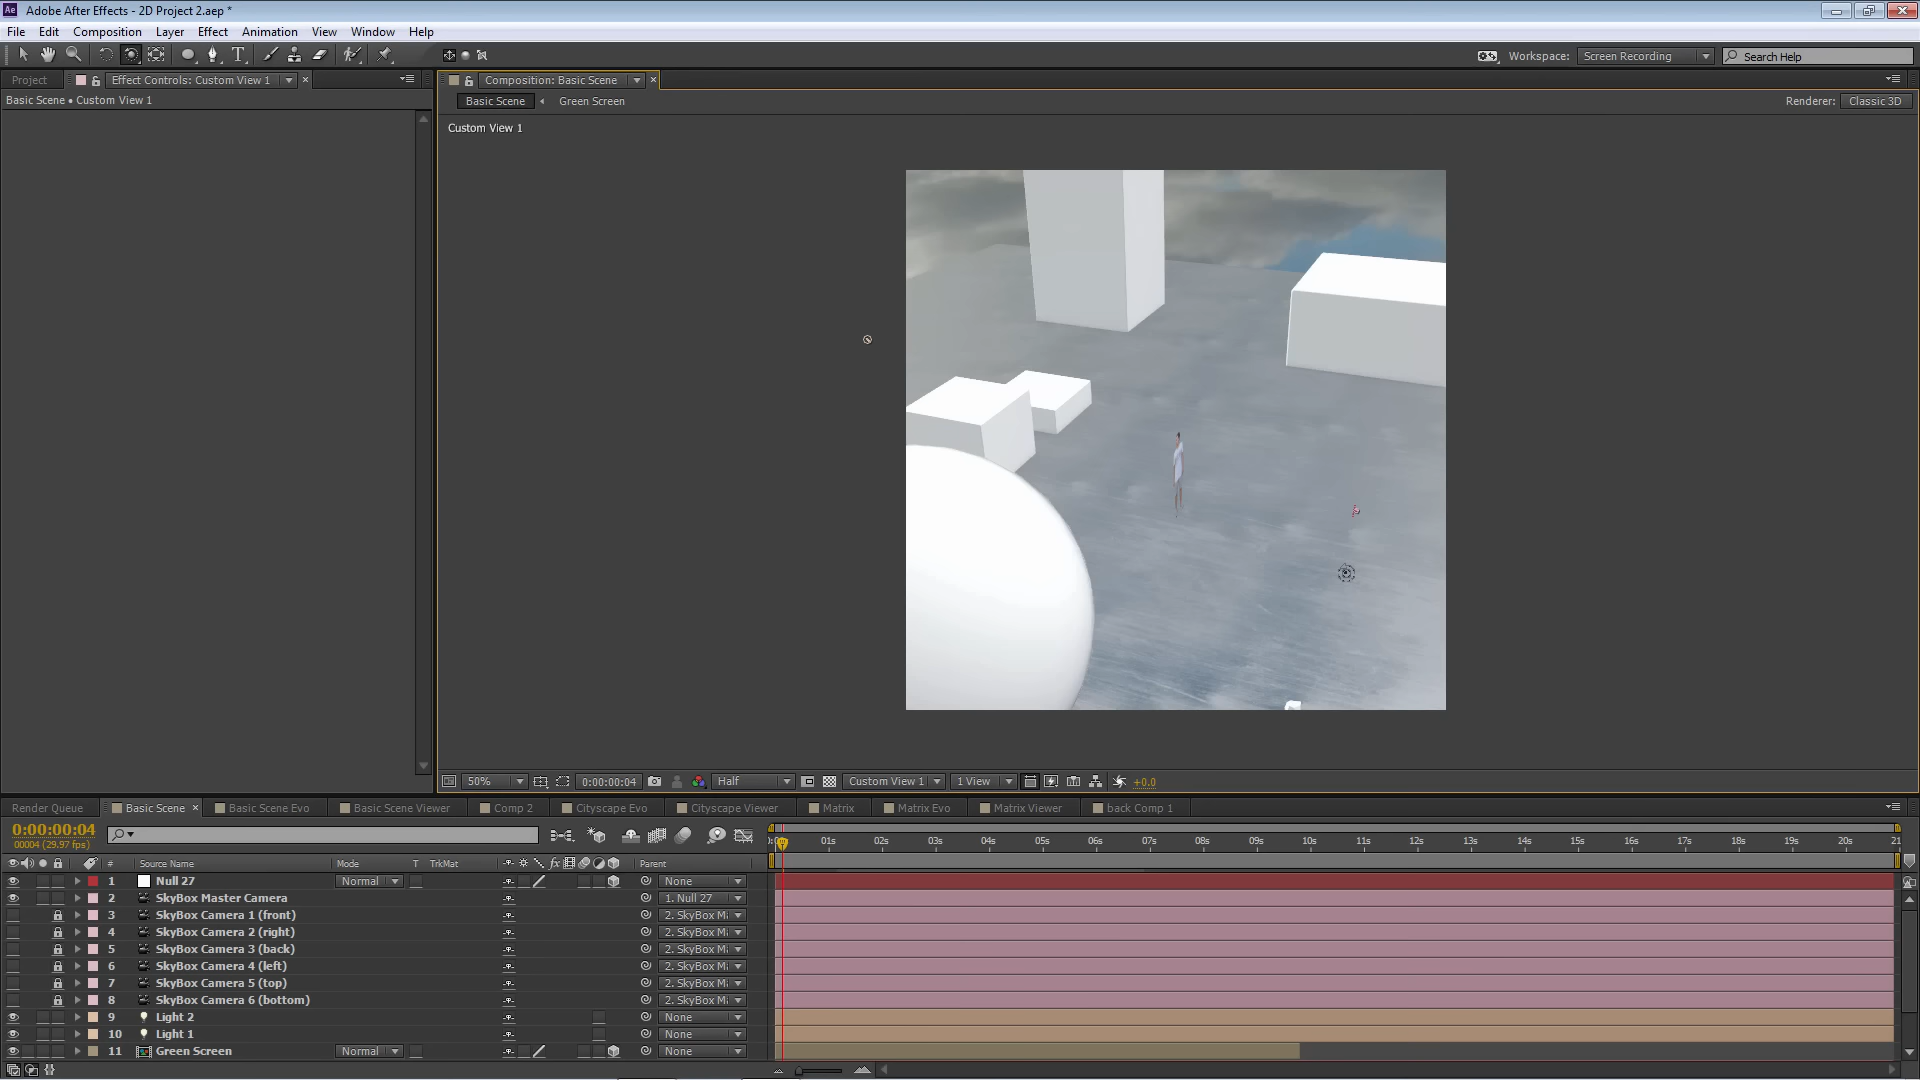 Adobe After Effects - 2D Project 2.aep *
File Edit Composition Layer Effect Animation View Window Help
Workspace: Screen Recording Search Help
Project Effect Controls: Custom View 1 Composition: Basic Scene
Basic Scene • Custom View 1 Basic Scene Green Screen Renderer: Classic 3D
Custom View 1
50% 0:00:00:04 Half Custom View 1 1 View +0.0
Render Queue Basic Scene Basic Scene Evo Basic Scene Viewer Comp 2 Cityscape Evo Cityscape Viewer Matrix Matrix Evo Matrix Viewer back Comp 1
0:00:00:04
00004 (29.97 fps)
01s 02s 03s 04s 05s 06s 07s 08s 09s 10s 11s 12s 13s 14s 15s 16s 17s 18s 19s 20s 21
# Source Name Mode T TrkMat fx Parent
1 Null 27 Normal None
2 SkyBox Master Camera 1. Null 27
3 SkyBox Camera 1 (front) 2. SkyBox Ma
4 SkyBox Camera 2 (right) 2. SkyBox Ma
5 SkyBox Camera 3 (back) 2. SkyBox Ma
6 SkyBox Camera 4 (left) 2. SkyBox Ma
7 SkyBox Camera 5 (top) 2. SkyBox Ma
8 SkyBox Camera 6 (bottom) 2. SkyBox Ma
9 Light 2 None
10 Light 1 None
11 Green Screen Normal None